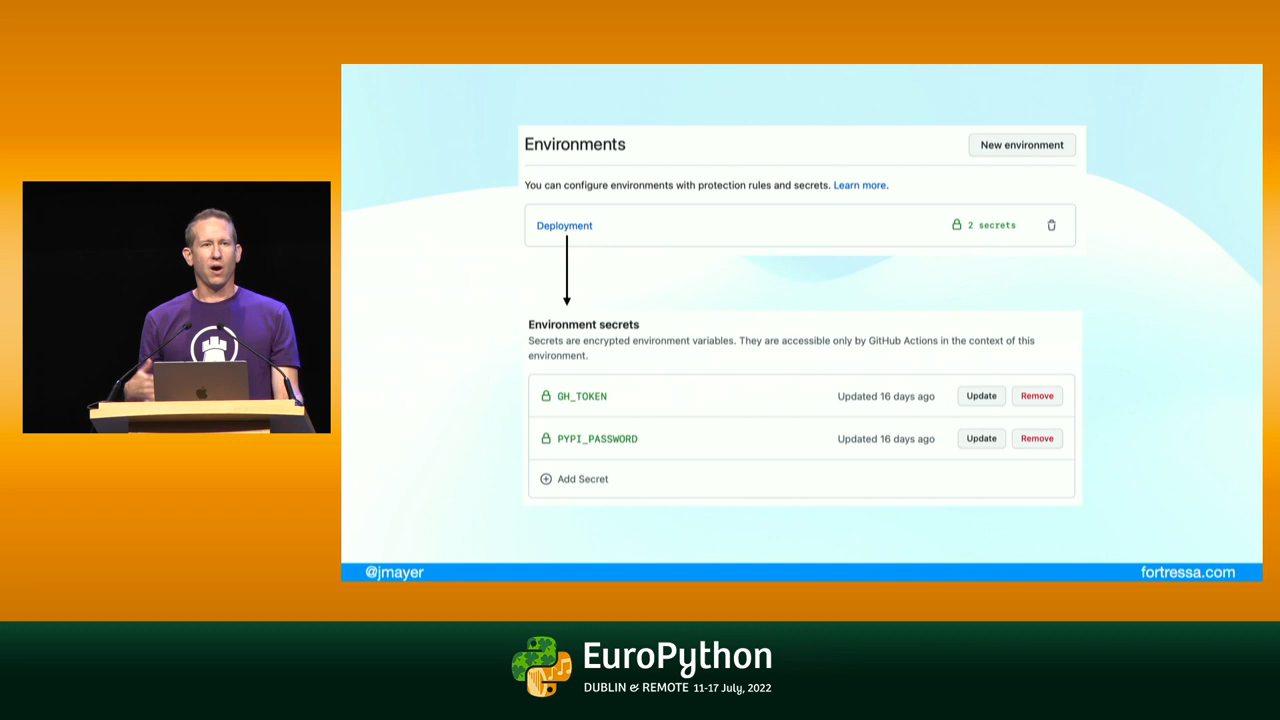 Environments
New environment
You can configure environments with protection rules and secrets. Learn more.
Deployment
2 secrets
Environment secrets
Secrets are encrypted environment variables. They are accessible only by GitHub Actions in the context of this
environment.
GH_TOKEN
Updated 16 days ago
Update
Remove
PYPI_PASSWORD
Updated 16 days ago
Update
Remove
Add Secret
@jmayer
fortressa.com
EuroPython
DUBLIN & REMOTE 11-17 July, 2022